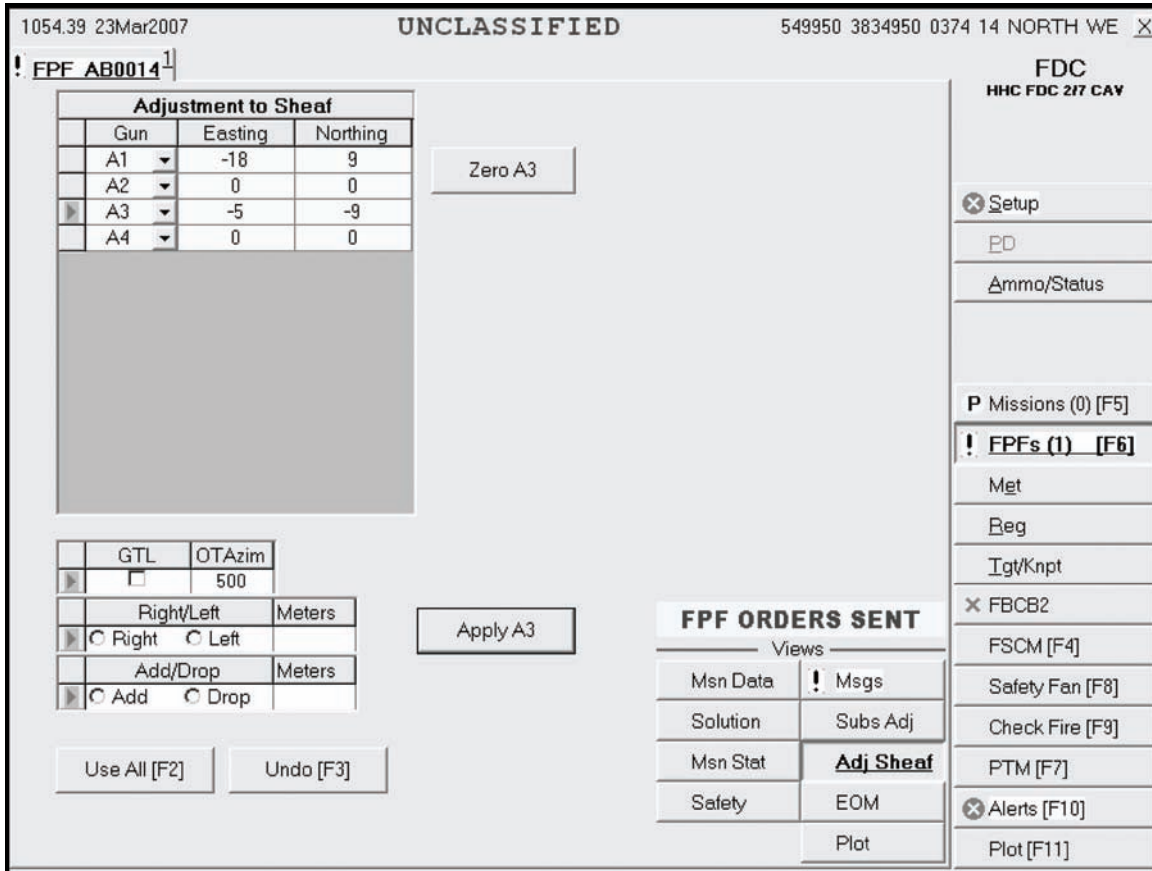 1054.39 23Mar2007 UNCLASSIFIED 549950 3834950 0374 14 NORTH WE X
! FPF AB0014 1
FDC
HHC FDC 2/7 CAV
Adjustment to Sheaf
Gun Easting Northing
A1 -18 9
A2 0 0
A3 -5 -9
A4 0 0
Zero A3
GTL OTAzim
500
Right/Left Meters
Right Left
Add/Drop Meters
Add Drop
Apply A3
Use All [F2] Undo [F3]
FPF ORDERS SENT
Views
Msn Data ! Msgs
Solution Subs Adj
Msn Stat Adj Sheaf
Safety EOM
Plot
Setup
PD
Ammo/Status
P Missions (0) [F5]
! FPFs (1) [F6]
Met
Reg
Tgt/Knpt
FBCB2
FSCM [F4]
Safety Fan [F8]
Check Fire [F9]
PTM [F7]
Alerts [F10]
Plot [F11]